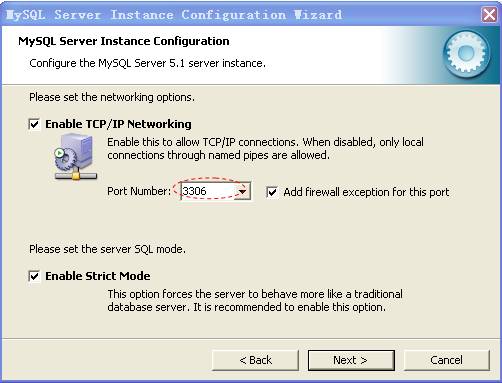 MySQL Server Instance Configuration Wizard
MySQL Server Instance Configuration
Configure the MySQL Server 5.1 server instance.
Please set the networking options.
Enable TCP/IP Networking
Enable this to allow TCP/IP connections. When disabled, only local
connections through named pipes are allowed.
Port Number: 3306 Add firewall exception for this port
Please set the server SQL mode.
Enable Strict Mode
This option forces the server to behave more like a traditional
database server. It is recommended to enable this option.
< Back Next > Cancel